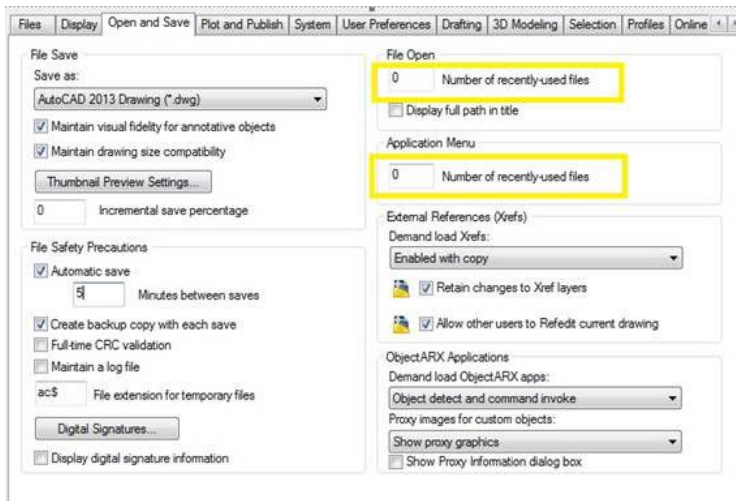 Files Display Open and Save Plot and Publish System User Preferences Drafting 3D Modeling Selection Profiles Online
File Save
Save as:
AutoCAD 2013 Drawing (*.dwg)
Maintain visual fidelity for annotative objects
Maintain drawing size compatibility
Thumbnail Preview Settings...
0 Incremental save percentage
File Safety Precautions
Automatic save
5 Minutes between saves
Create backup copy with each save
Full-time CRC validation
Maintain a log file
ac$ File extension for temporary files
Digital Signatures...
Display digital signature information
File Open
0 Number of recently-used files
Display full path in title
Application Menu
0 Number of recently-used files
External References (Xrefs)
Demand load Xrefs:
Enabled with copy
Retain changes to Xref layers
Allow other users to Refedit current drawing
ObjectARX Applications
Demand load ObjectARX apps:
Object detect and command invoke
Proxy images for custom objects:
Show proxy graphics
Show Proxy Information dialog box